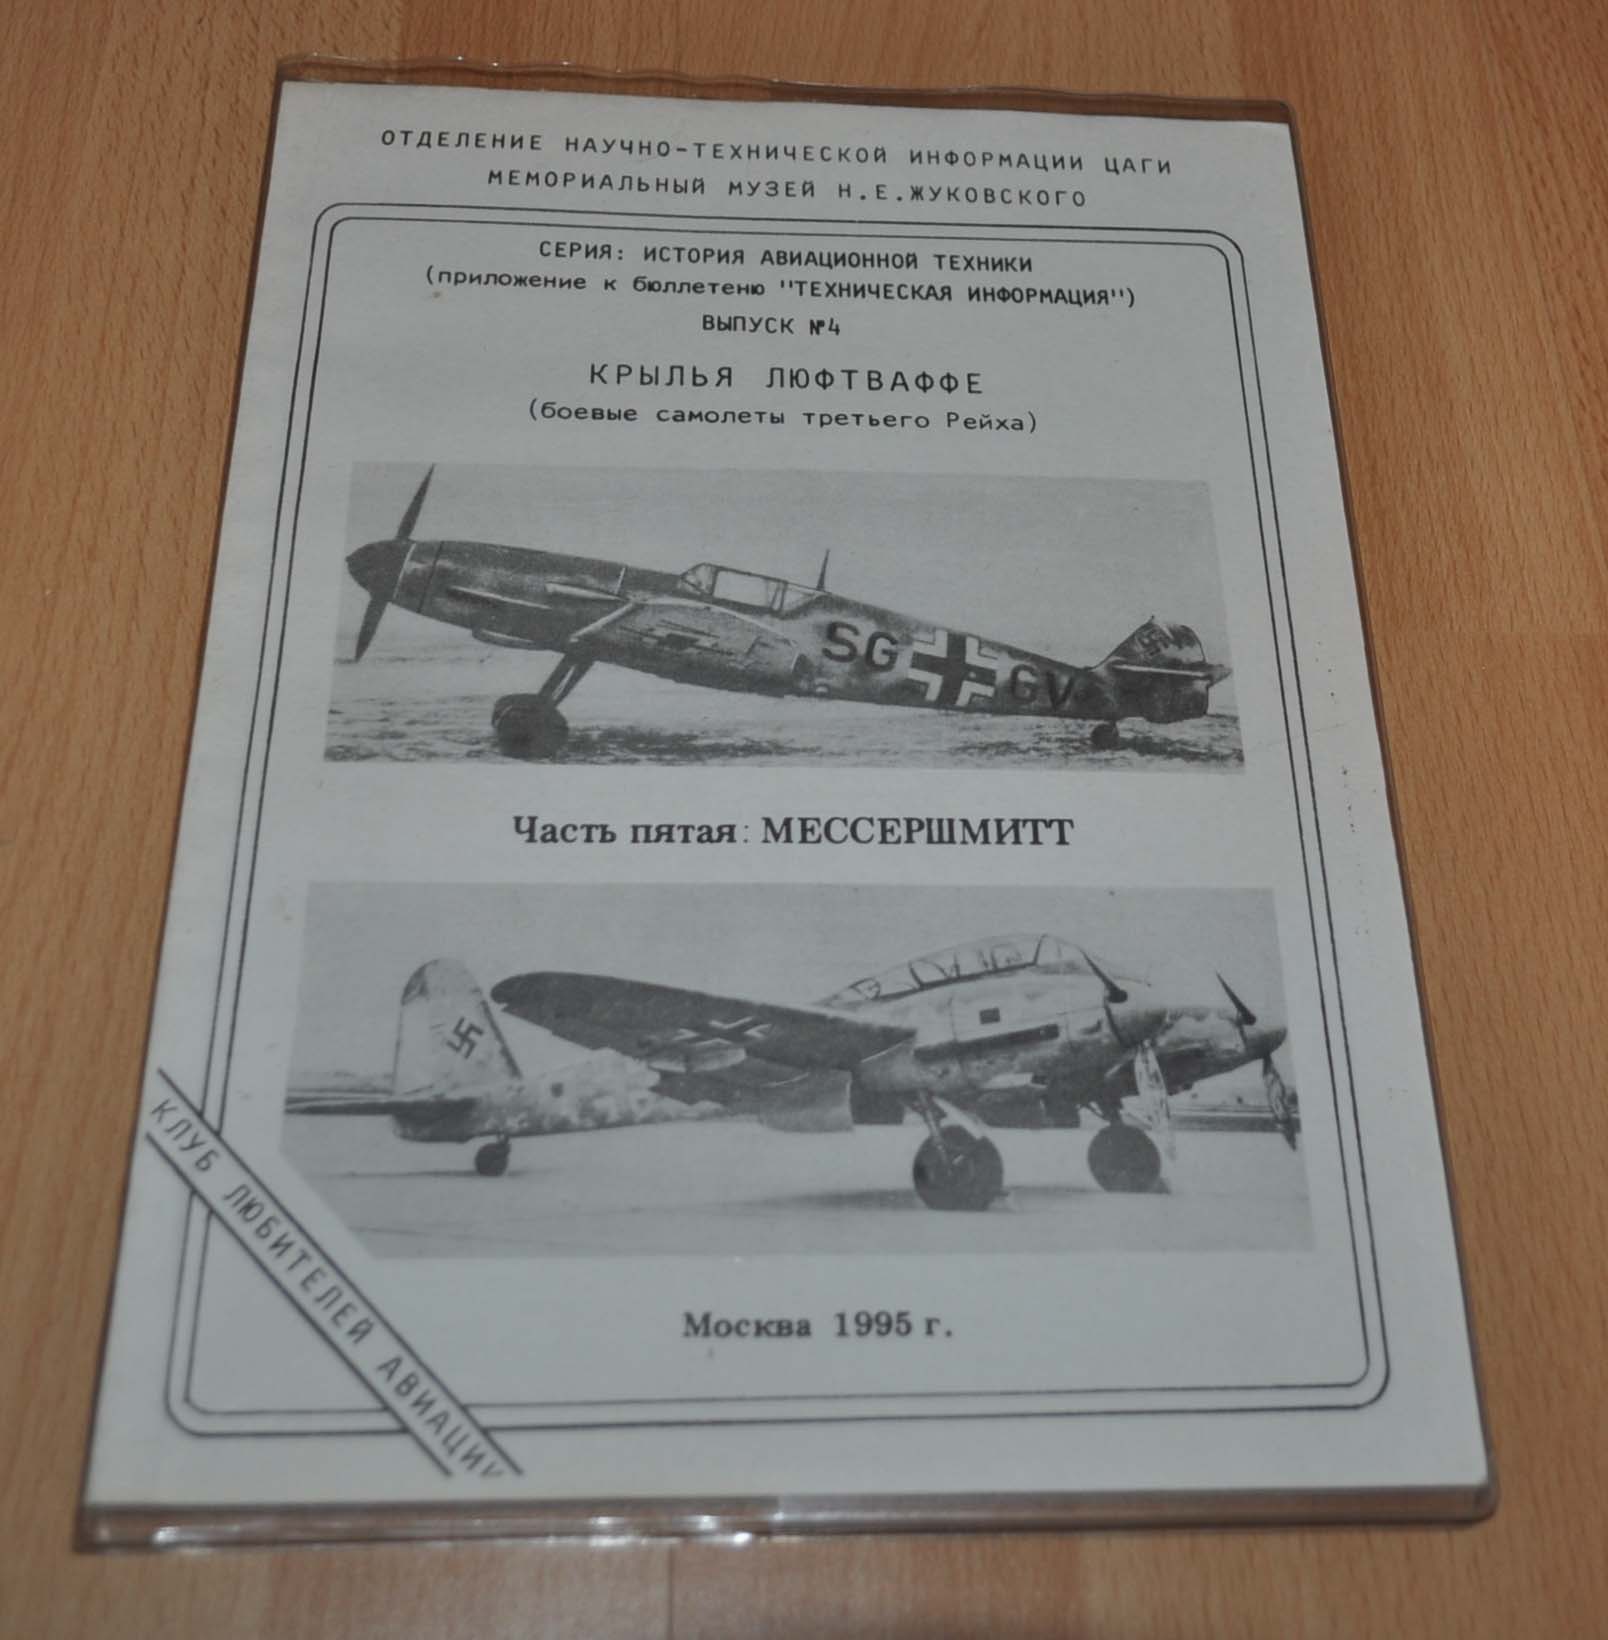 ОТДЕЛЕНИЕ НАУЧНО-ТЕХНИЧЕСКОЙ ИНФОРМАЦИИ ЦАГИ
МЕМОРИАЛЬНЫЙ МУЗЕЙ Н.Е.ЖУКОВСКОГО
СЕРИЯ: ИСТОРИЯ АВИАЦИОННОЙ ТЕХНИКИ
(приложение к бюллетеню "ТЕХНИЧЕСКАЯ ИНФОРМАЦИЯ")
ВЫПУСК №4
КРЫЛЬЯ ЛЮФТВАФФЕ
(боевые самолеты третьего Рейха)
SG GV
Часть пятая: МЕССЕРШМИТТ
КЛУБ ЛЮБИТЕЛЕЙ АВИАЦИИ
Москва 1995 г.